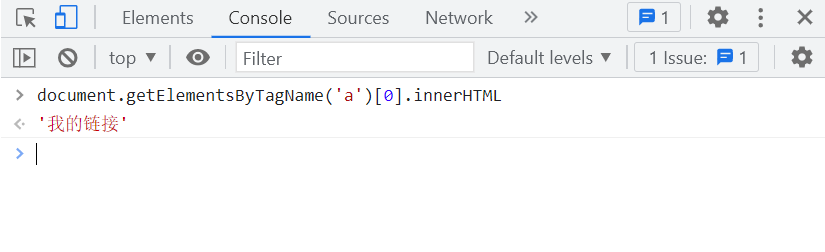 Elements Console Sources Network 1
top Filter Default levels 1 Issue: 1
document.getElementsByTagName('a')[0].innerHTML
'我的链接'